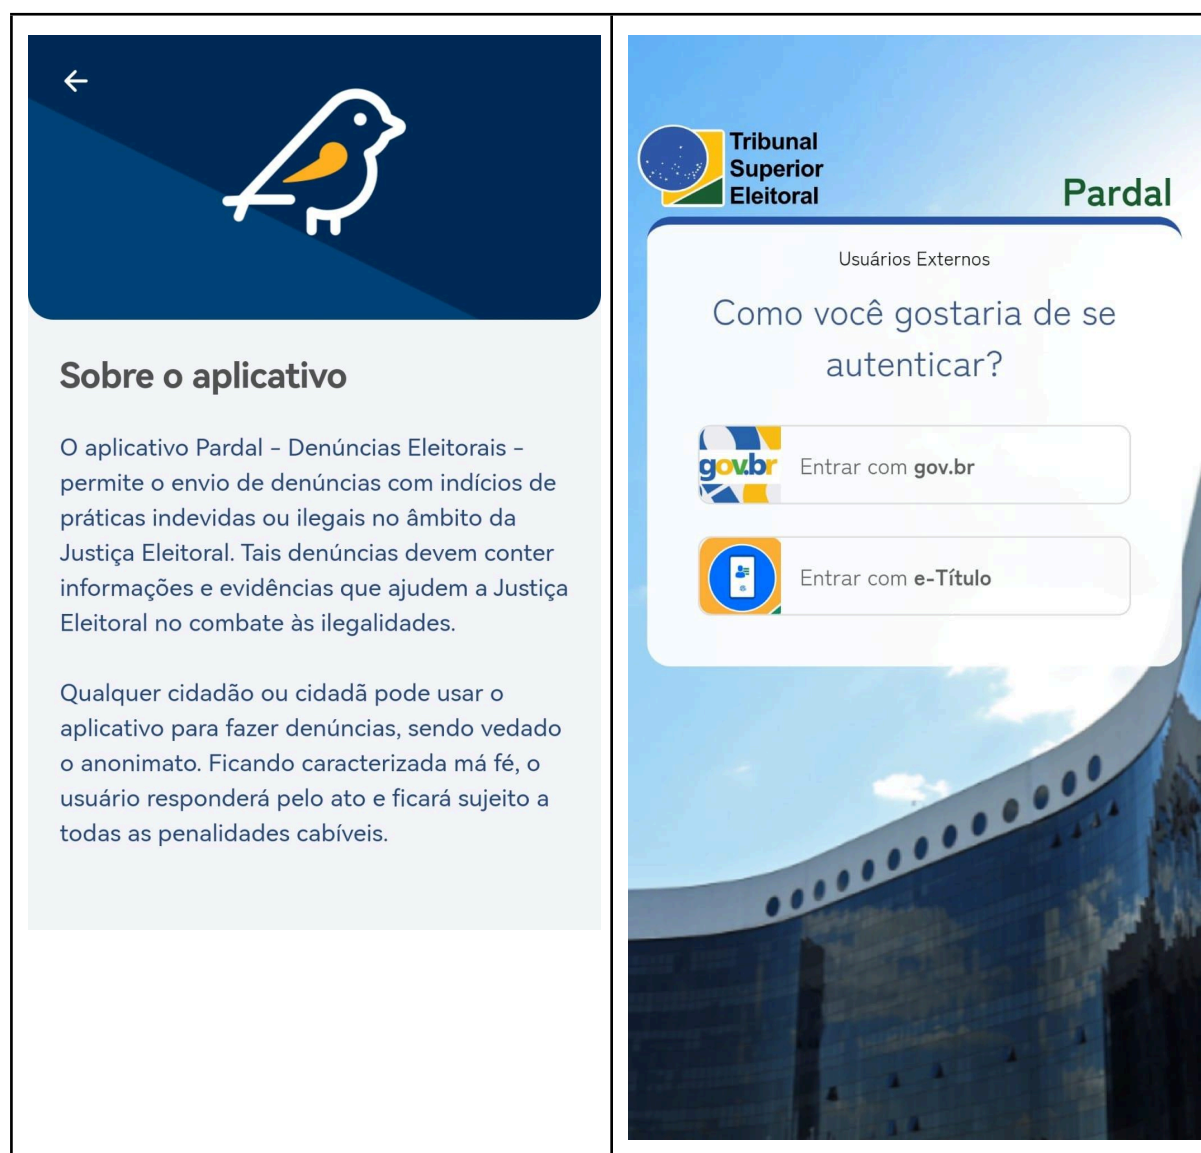 Sobre o aplicativo
O aplicativo Pardal - Denúncias Eleitorais -
permite o envio de denúncias com indícios de
práticas indevidas ou ilegais no âmbito da
Justiça Eleitoral. Tais denúncias devem conter
informações e evidências que ajudem a Justiça
Eleitoral no combate às ilegalidades.
Qualquer cidadão ou cidadã pode usar o
aplicativo para fazer denúncias, sendo vedado
o anonimato. Ficando caracterizada má fé, o
usuário responderá pelo ato e ficará sujeito a
todas as penalidades cabíveis.
Tribunal
Superior
Eleitoral
Pardal
Usuários Externos
Como você gostaria de se
autenticar?
gov.br
Entrar com gov.br
Entrar com e-Título